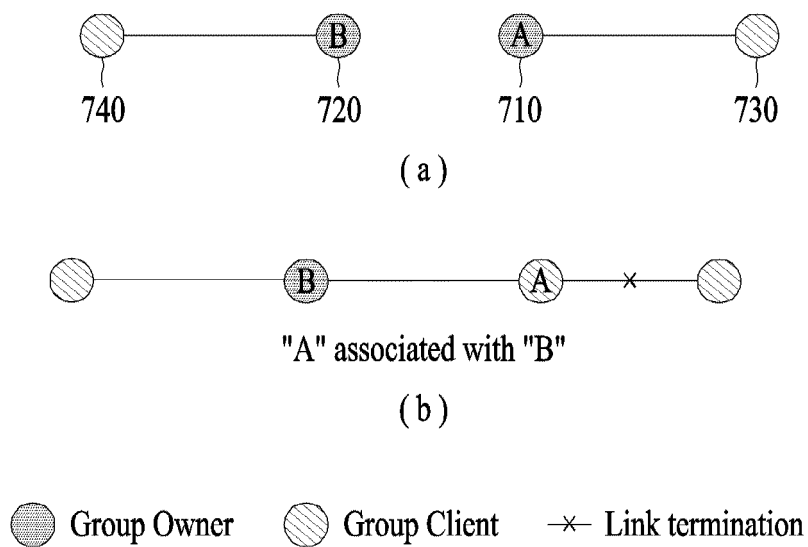 B A
740 720 710 730
( a )
B A
"A" associated with "B"
( b )
Group Owner Group Client Link termination